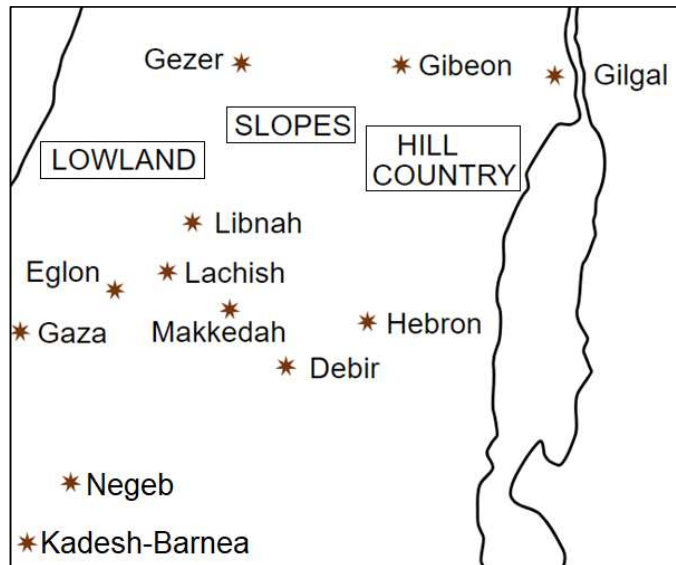 Gezer
Gibeon
Gilgal
SLOPES
LOWLAND
HILL
COUNTRY
Libnah
Eglon
Lachish
Gaza
Makkedah
Hebron
Debir
Negeb
Kadesh-Barnea